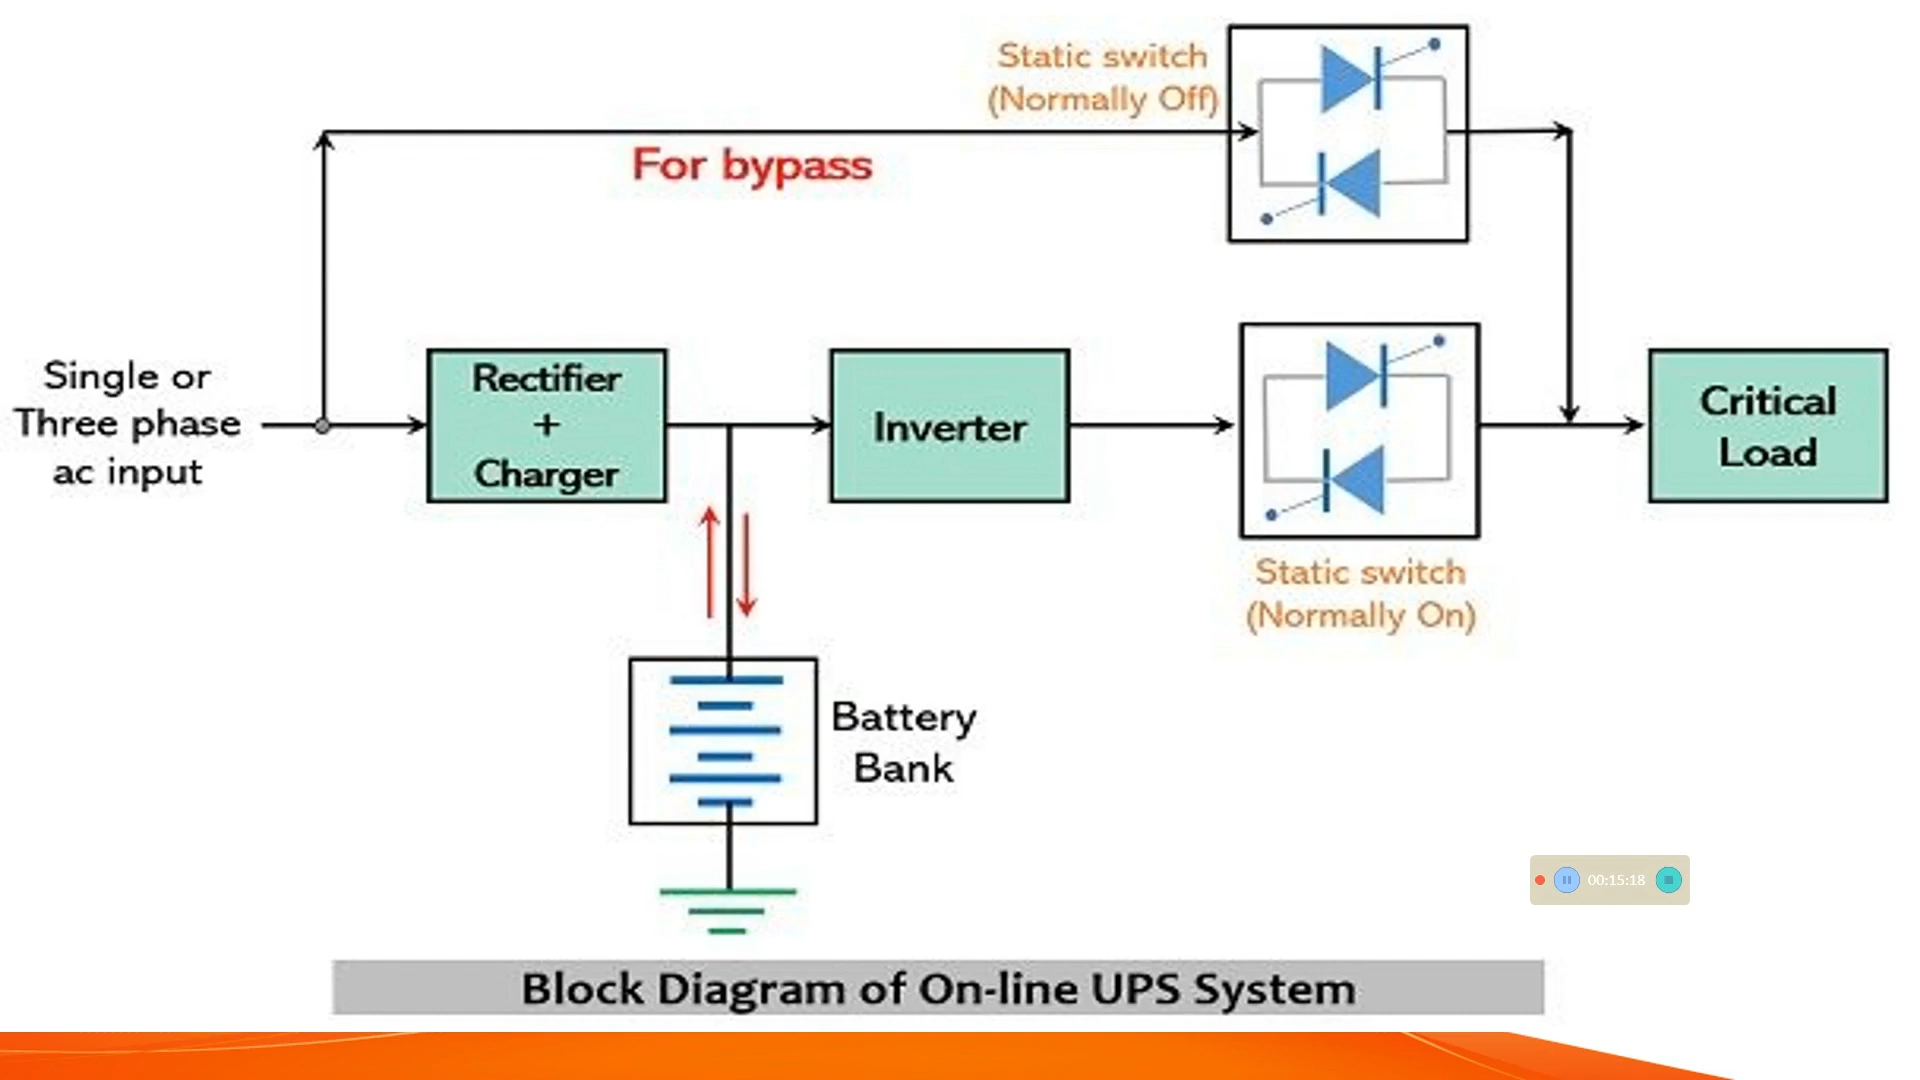 Static switch
(Normally Off)
For bypass
Single or
Three phase
ac input
Rectifier
+
Charger
Inverter
Critical
Load
Static switch
(Normally On)
Battery
Bank
00:15:18
Block Diagram of On-line UPS System